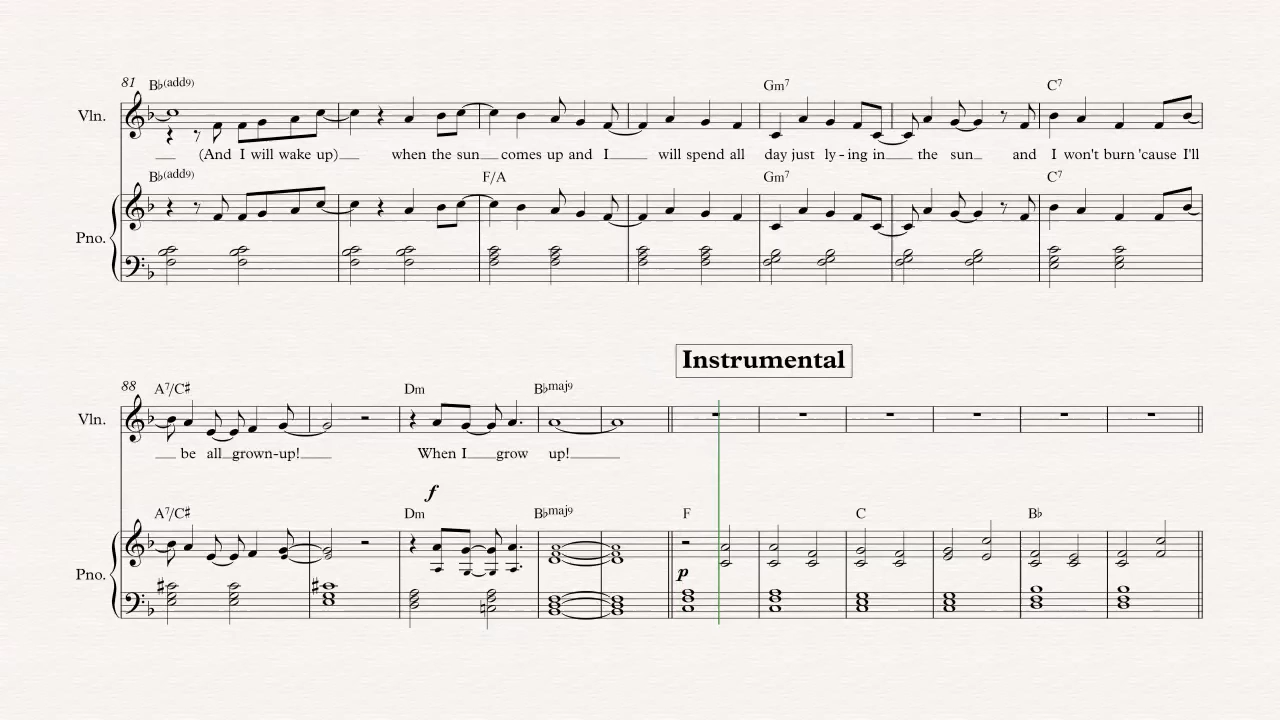 81 B♭(add9) Gm7 C7
Vln.
(And I will wake up) when the sun comes up and I will spend all day just ly - ing in the sun and I won't burn 'cause I'll
B♭(add9) F/A Gm7 C7
Pno.
Instrumental
88 A7/C♯ Dm B♭maj9
Vln.
be all grown-up! When I grow up!
f
A7/C♯ Dm B♭maj9 F C B♭
Pno.
p